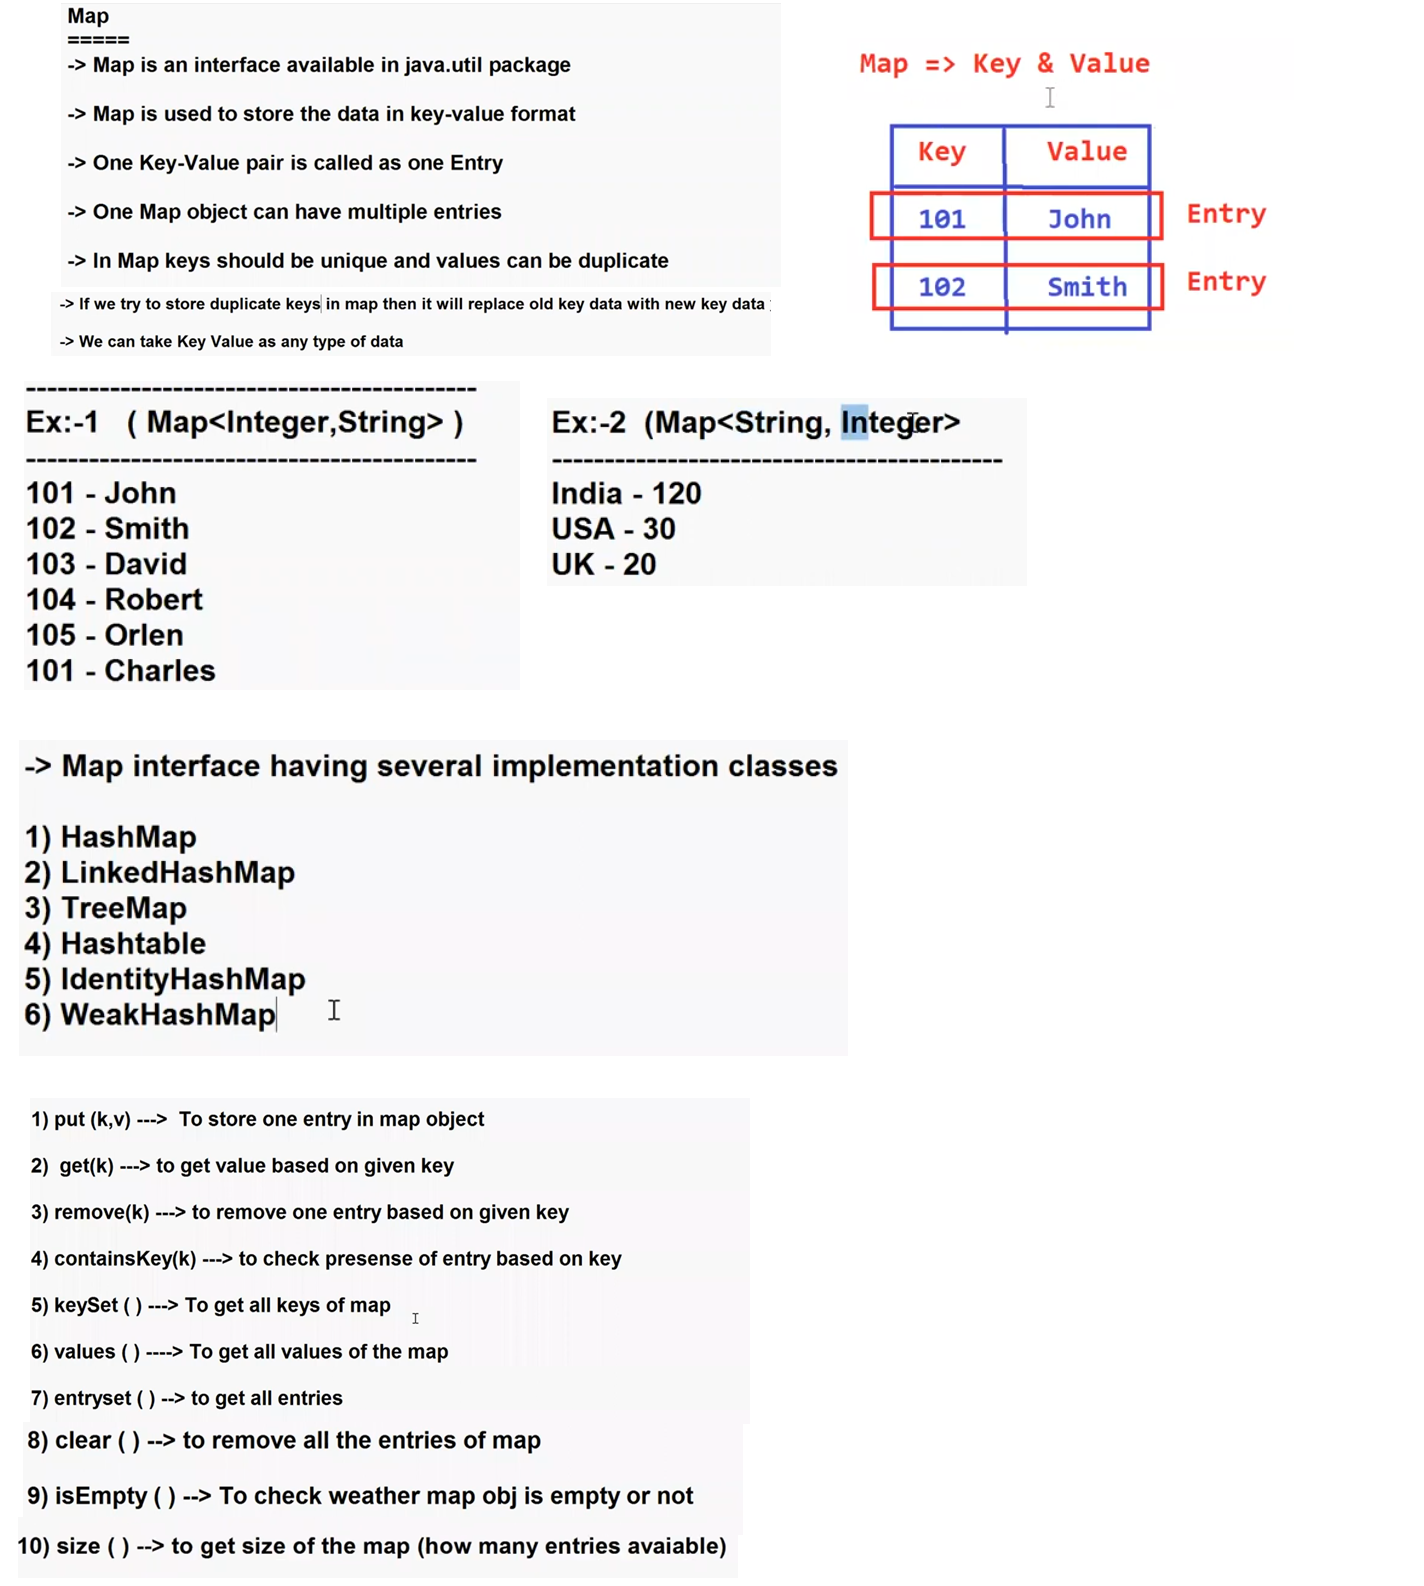 Map
=====
-> Map is an interface available in java.util package
-> Map is used to store the data in key-value format
-> One Key-Value pair is called as one Entry
-> One Map object can have multiple entries
-> In Map keys should be unique and values can be duplicate
-> If we try to store duplicate keys in map then it will replace old key data with new key data
-> We can take Key Value as any type of data
Map => Key & Value
Key Value
101 John Entry
102 Smith Entry
-------------------------------------------
Ex:-1 ( Map<Integer,String> )
-------------------------------------------
101 - John
102 - Smith
103 - David
104 - Robert
105 - Orlen
101 - Charles
Ex:-2 (Map<String, Integer>
-------------------------------------------
India - 120
USA - 30
UK - 20
-> Map interface having several implementation classes
1) HashMap
2) LinkedHashMap
3) TreeMap
4) Hashtable
5) IdentityHashMap
6) WeakHashMap
1) put (k,v) ---> To store one entry in map object
2) get(k) ---> to get value based on given key
3) remove(k) ---> to remove one entry based on given key
4) containsKey(k) ---> to check presense of entry based on key
5) keySet ( ) ---> To get all keys of map
6) values ( ) ----> To get all values of the map
7) entryset ( ) --> to get all entries
8) clear ( ) --> to remove all the entries of map
9) isEmpty ( ) --> To check weather map obj is empty or not
10) size ( ) --> to get size of the map (how many entries avaiable)